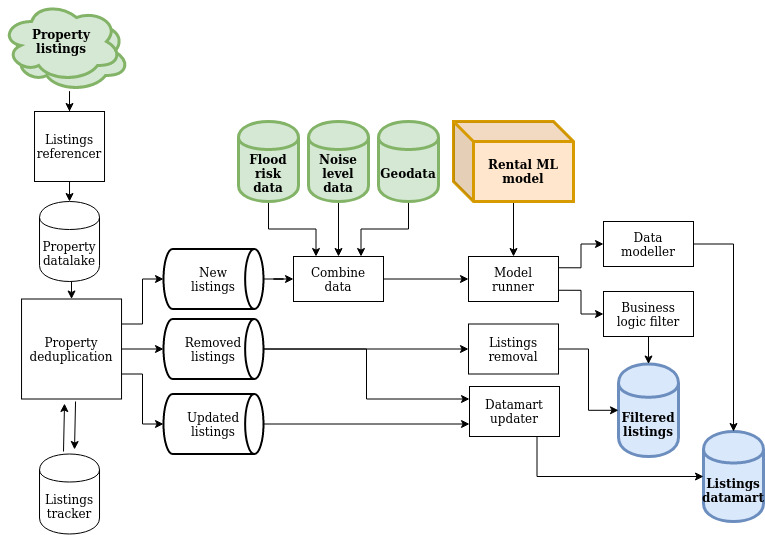 Property
listings
Listings
referencer
Property
datalake
Property
deduplication
Listings
tracker
Flood
risk
data
Noise
level
data
Geodata
Rental ML
model
New
listings
Combine
data
Model
runner
Data
modeller
Business
logic filter
Removed
listings
Listings
removal
Updated
listings
Datamart
updater
Filtered
listings
Listings
datamart